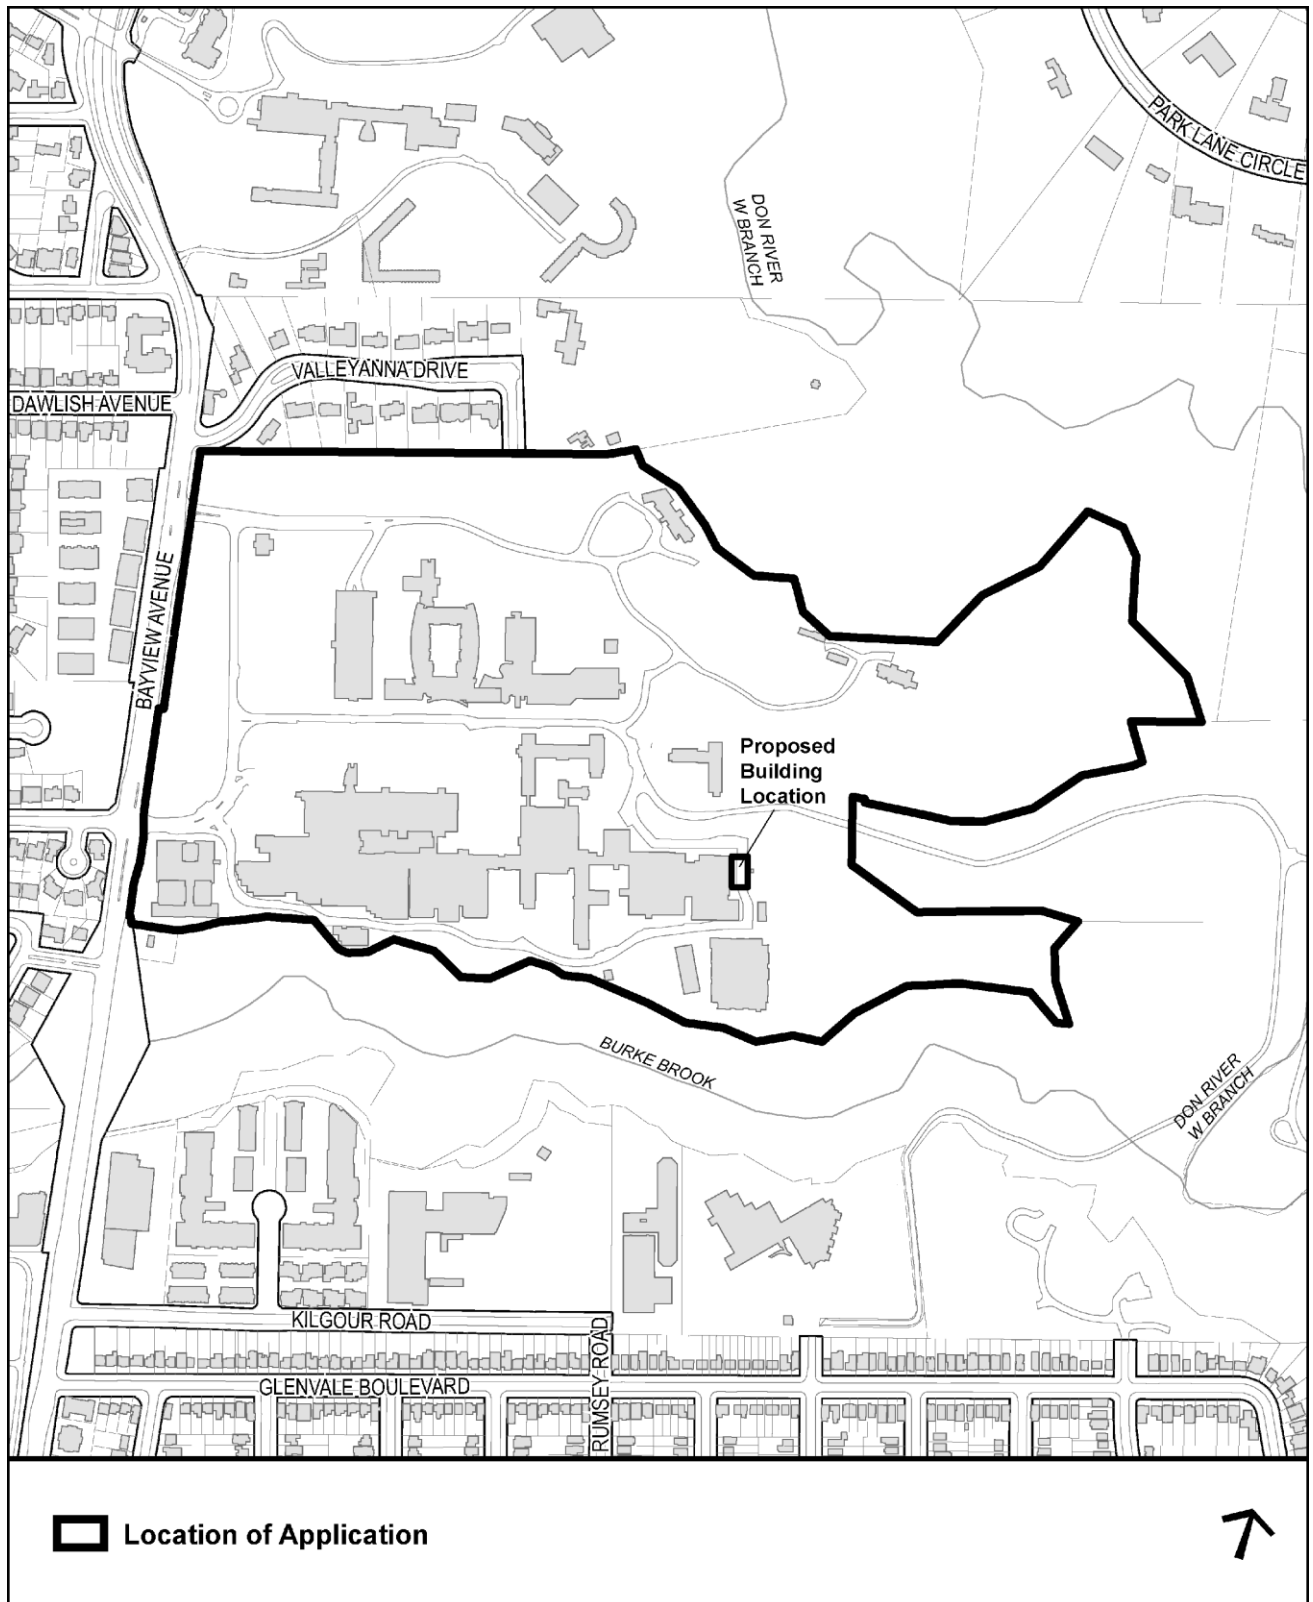 PARK LANE CIRCLE
DON RIVER
W BRANCH
VALLEYANNA DRIVE
DAWLISH AVENUE
BAYVIEW AVENUE
Proposed
Building
Location
BURKE BROOK
DON RIVER
W BRANCH
KILGOUR ROAD
RUMSEY ROAD
GLENVALE BOULEVARD
Location of Application